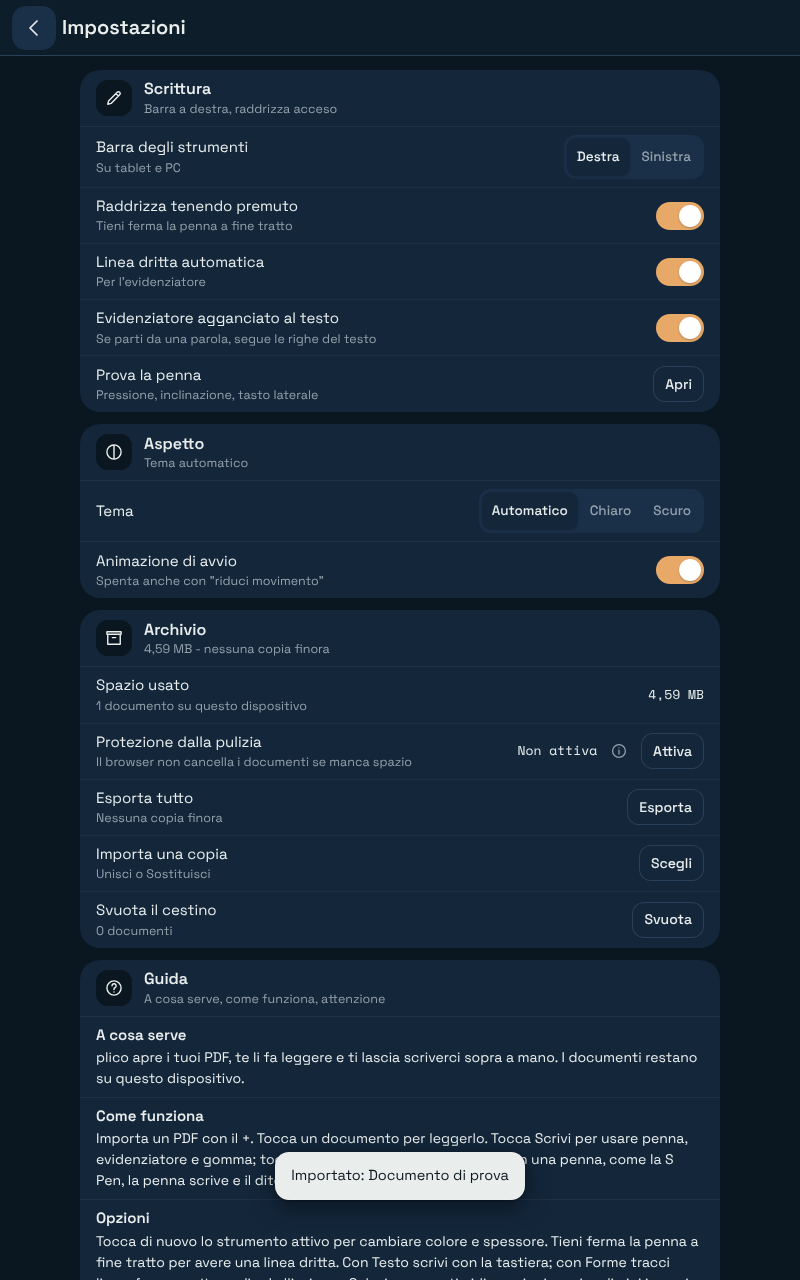 Impostazioni
Scrittura
Barra a destra, raddrizza acceso
Barra degli strumenti
Su tablet e PC
Destra
Sinistra
Raddrizza tenendo premuto
Tieni ferma la penna a fine tratto
Linea dritta automatica
Per l'evidenziatore
Evidenziatore agganciato al testo
Se parti da una parola, segue le righe del testo
Prova la penna
Pressione, inclinazione, tasto laterale
Apri
Aspetto
Tema automatico
Tema
Automatico
Chiaro
Scuro
Animazione di avvio
Spenta anche con "riduci movimento"
Archivio
4,59 MB - nessuna copia finora
Spazio usato
1 documento su questo dispositivo
4,59 MB
Protezione dalla pulizia
Il browser non cancella i documenti se manca spazio
Non attiva
Attiva
Esporta tutto
Nessuna copia finora
Esporta
Importa una copia
Unisci o Sostituisci
Scegli
Svuota il cestino
0 documenti
Svuota
Guida
A cosa serve, come funziona, attenzione
A cosa serve
plico apre i tuoi PDF, te li fa leggere e ti lascia scriverci sopra a mano. I documenti restano
su questo dispositivo.
Come funziona
Importa un PDF con il +. Tocca un documento per leggerlo. Tocca Scrivi per usare penna,
evidenziatore e gomma; una penna, come la S
Pen, la penna scrive e il
Importato: Documento di prova
Opzioni
Tocca di nuovo lo strumento attivo per cambiare colore e spessore. Tieni ferma la penna a
fine tratto per avere una linea dritta. Con Testo scrivi con la tastiera; con Forme tracci